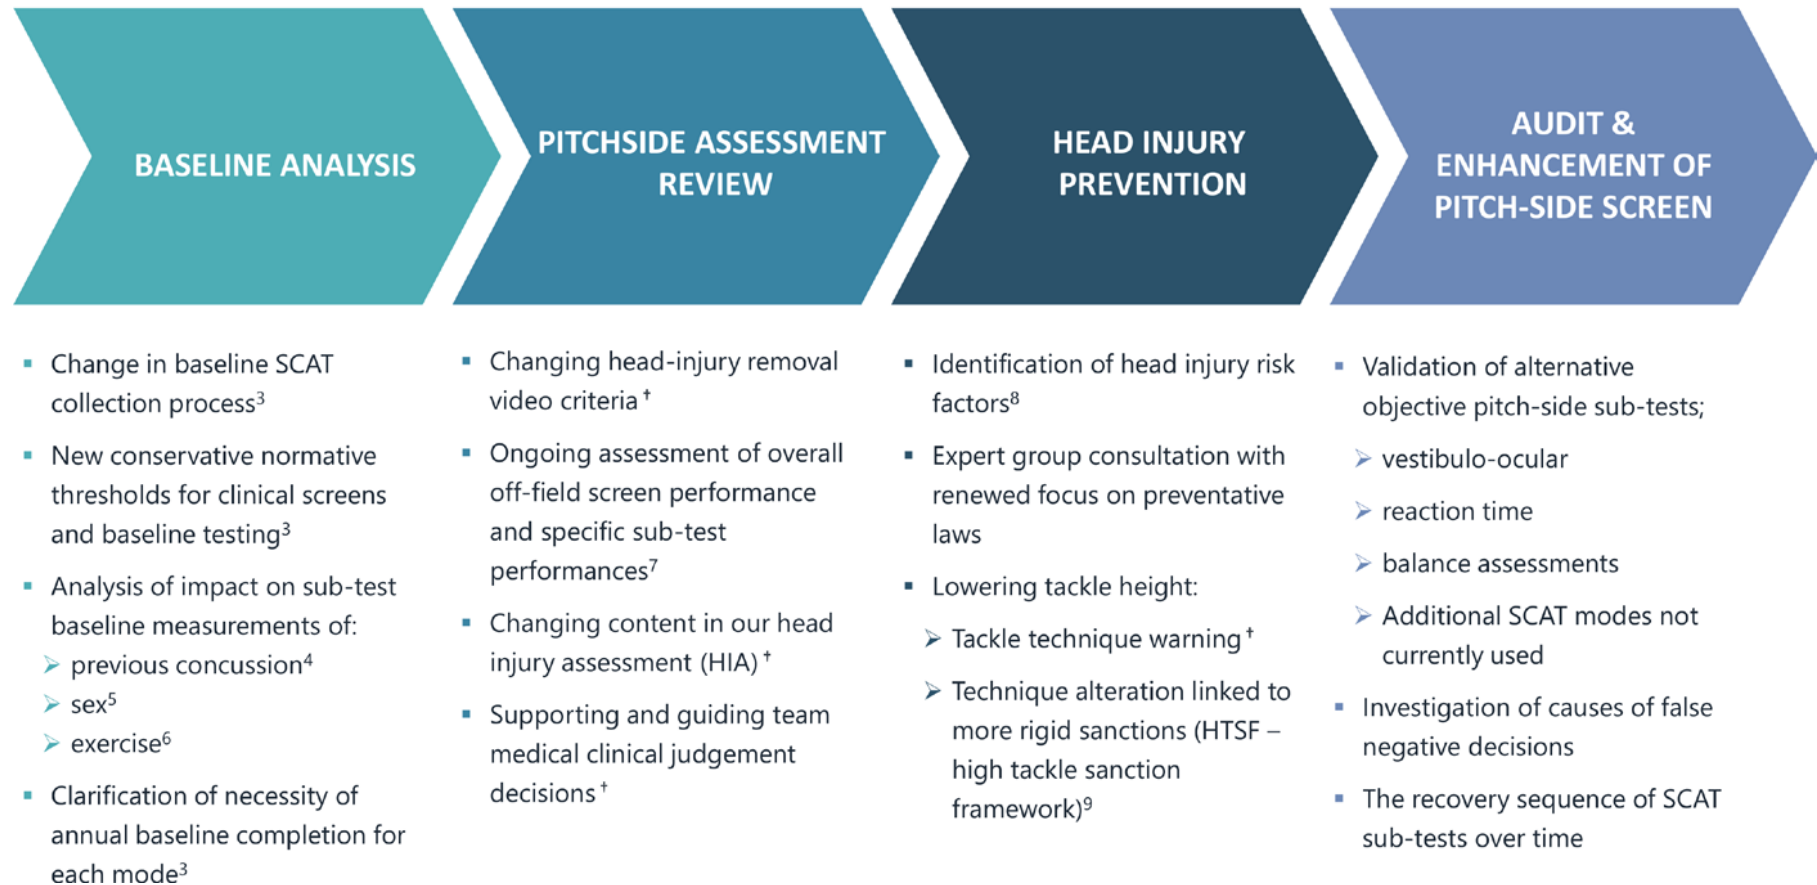 BASELINE ANALYSIS
PITCHSIDE ASSESSMENT
REVIEW
HEAD INJURY
PREVENTION
AUDIT &
ENHANCEMENT OF
PITCH-SIDE SCREEN
▪ Change in baseline SCAT
collection process³
▪ New conservative normative
thresholds for clinical screens
and baseline testing³
▪ Analysis of impact on sub-test
baseline measurements of:
➢ previous concussion⁴
➢ sex⁵
➢ exercise⁶
▪ Clarification of necessity of
annual baseline completion for
each mode³
▪ Changing head-injury removal
video criteria †
▪ Ongoing assessment of overall
off-field screen performance
and specific sub-test
performances⁷
▪ Changing content in our head
injury assessment (HIA) †
▪ Supporting and guiding team
medical clinical judgement
decisions †
▪ Identification of head injury risk
factors⁸
▪ Expert group consultation with
renewed focus on preventative
laws
▪ Lowering tackle height:
➢ Tackle technique warning †
➢ Technique alteration linked to
more rigid sanctions (HTSF –
high tackle sanction
framework)⁹
▪ Validation of alternative
objective pitch-side sub-tests;
➢ vestibulo-ocular
➢ reaction time
➢ balance assessments
➢ Additional SCAT modes not
currently used
▪ Investigation of causes of false
negative decisions
▪ The recovery sequence of SCAT
sub-tests over time